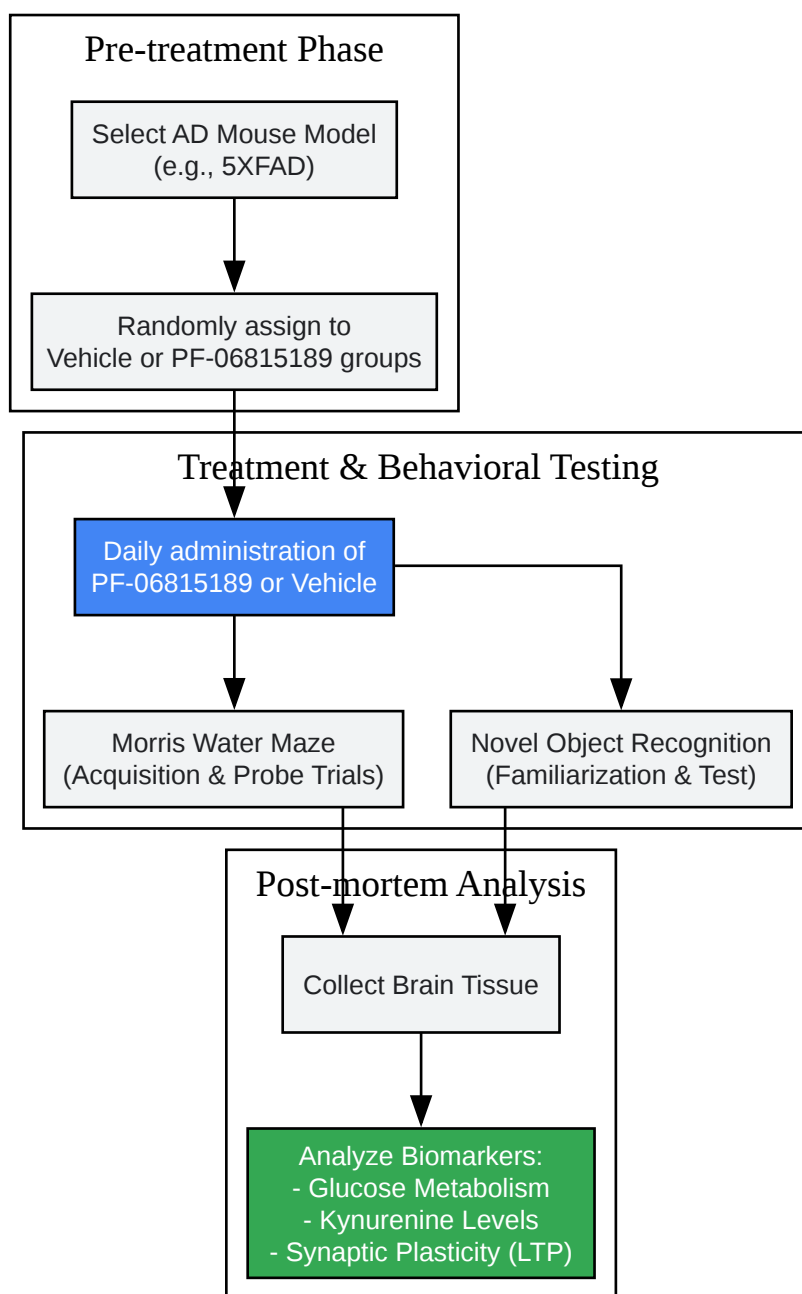 Pre-treatment Phase
Select AD Mouse Model
(e.g., 5XFAD)
Randomly assign to
Vehicle or PF-06815189 groups
Treatment & Behavioral Testing
Daily administration of
PF-06815189 or Vehicle
Morris Water Maze
(Acquisition & Probe Trials)
Novel Object Recognition
(Familiarization & Test)
Post-mortem Analysis
Collect Brain Tissue
Analyze Biomarkers:
- Glucose Metabolism
- Kynurenine Levels
- Synaptic Plasticity (LTP)